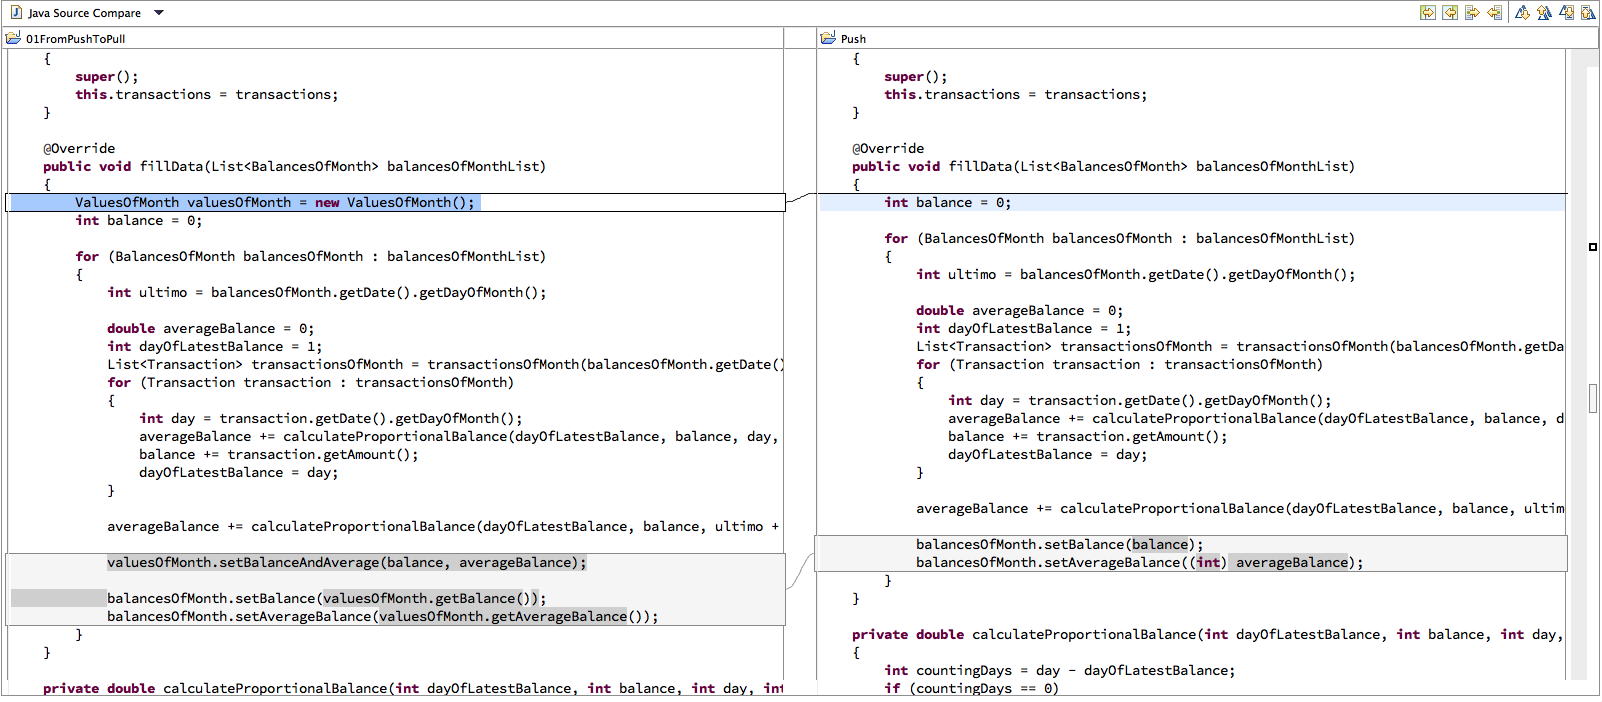 Java Source Compare
01FromPushToPull
{
super();
this.transactions = transactions;
}
@Override
public void fillData(List<BalancesOfMonth> balancesOfMonthList)
{
ValuesOfMonth valuesOfMonth = new ValuesOfMonth();
int balance = 0;
for (BalancesOfMonth balancesOfMonth : balancesOfMonthList)
{
int ultimo = balancesOfMonth.getDate().getDayOfMonth();
double averageBalance = 0;
int dayOfLatestBalance = 1;
List<Transaction> transactionsOfMonth = transactionsOfMonth(balancesOfMonth.getDate()
for (Transaction transaction : transactionsOfMonth)
{
int day = transaction.getDate().getDayOfMonth();
averageBalance += calculateProportionalBalance(dayOfLatestBalance, balance, day,
balance += transaction.getAmount();
dayOfLatestBalance = day;
}
averageBalance += calculateProportionalBalance(dayOfLatestBalance, balance, ultimo +
valuesOfMonth.setBalanceAndAverage(balance, averageBalance);
balancesOfMonth.setBalance(valuesOfMonth.getBalance());
balancesOfMonth.setAverageBalance(valuesOfMonth.getAverageBalance());
}
}
private double calculateProportionalBalance(int dayOfLatestBalance, int balance, int day, int
Push
{
super();
this.transactions = transactions;
}
@Override
public void fillData(List<BalancesOfMonth> balancesOfMonthList)
{
int balance = 0;
for (BalancesOfMonth balancesOfMonth : balancesOfMonthList)
{
int ultimo = balancesOfMonth.getDate().getDayOfMonth();
double averageBalance = 0;
int dayOfLatestBalance = 1;
List<Transaction> transactionsOfMonth = transactionsOfMonth(balancesOfMonth.getDa
for (Transaction transaction : transactionsOfMonth)
{
int day = transaction.getDate().getDayOfMonth();
averageBalance += calculateProportionalBalance(dayOfLatestBalance, balance, d
balance += transaction.getAmount();
dayOfLatestBalance = day;
}
averageBalance += calculateProportionalBalance(dayOfLatestBalance, balance, ultim
balancesOfMonth.setBalance(balance);
balancesOfMonth.setAverageBalance((int) averageBalance);
}
}
private double calculateProportionalBalance(int dayOfLatestBalance, int balance, int day,
{
int countingDays = day - dayOfLatestBalance;
if (countingDays == 0)